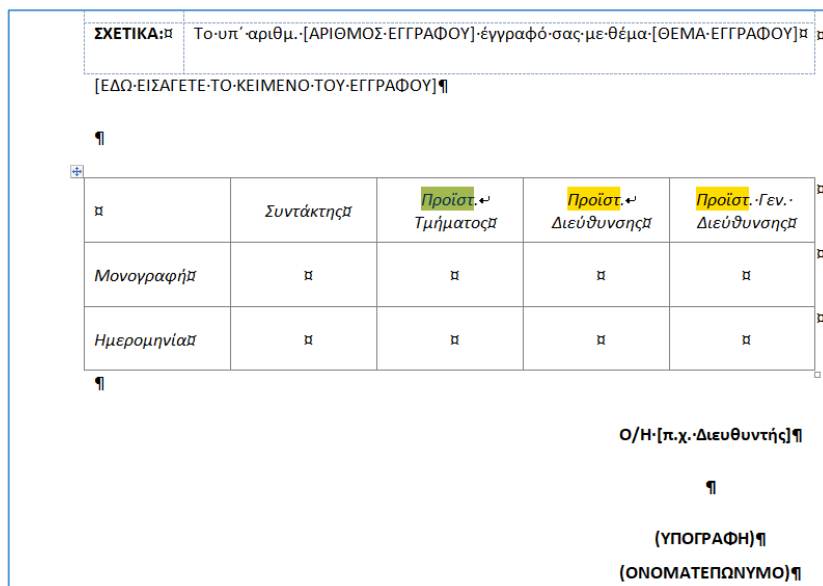 ΣΧΕΤΙΚΑ:¤ Το·υπ΄·αριθμ.·[ΑΡΙΘΜΟΣ·ΕΓΓΡΑΦΟΥ]·έγγραφό·σας·με·θέμα·[ΘΕΜΑ·ΕΓΓΡΑΦΟΥ]¤ ¤
[ΕΔΩ·ΕΙΣΑΓΕΤΕ·ΤΟ·ΚΕΙΜΕΝΟ·ΤΟΥ·ΕΓΓΡΑΦΟΥ]¶
¶
¤ Συντάκτης¤ Προϊστ.↵ Προϊστ.↵ Προϊστ.·Γεν.· ¤
Τμήματος¤ Διεύθυνσης¤ Διεύθυνσης¤
Μονογραφή¤ ¤ ¤ ¤ ¤ ¤
Ημερομηνία¤ ¤ ¤ ¤ ¤ ¤
¶
Ο/Η·[π.χ.·Διευθυντής]¶
¶
(ΥΠΟΓΡΑΦΗ)¶
(ΟΝΟΜΑΤΕΠΩΝΥΜΟ)¶